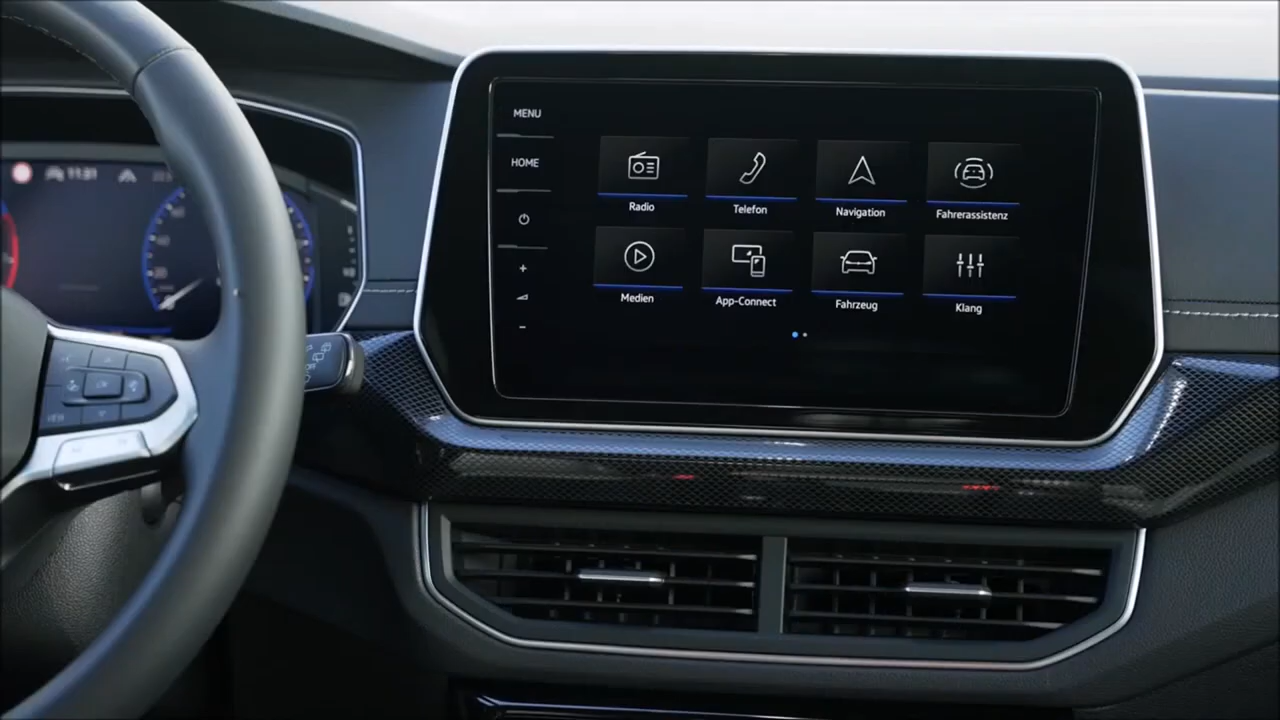 11:31
MENU
HOME
Radio
Telefon
Navigation
Fahrerassistenz
Medien
App-Connect
Fahrzeug
Klang